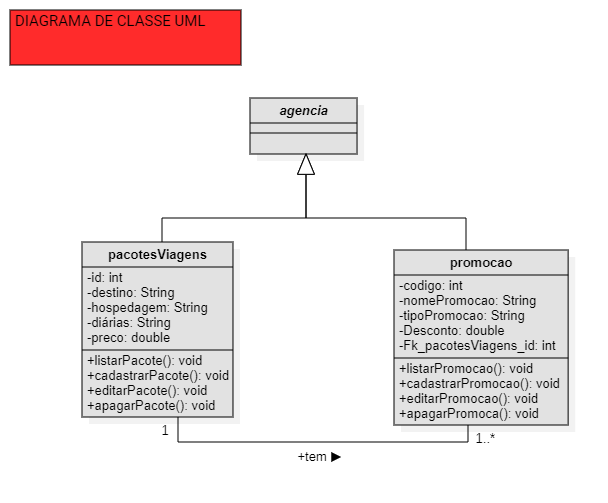 DIAGRAMA DE CLASSE UML
agencia
pacotesViagens
-id: int
-destino: String
-hospedagem: String
-diárias: String
-preco: double
+listarPacote(): void
+cadastrarPacote(): void
+editarPacote(): void
+apagarPacote(): void
promocao
-codigo: int
-nomePromocao: String
-tipoPromocao: String
-Desconto: double
-Fk_pacotesViagens_id: int
+listarPromocao(): void
+cadastrarPromocao(): void
+editarPromocao(): void
+apagarPromoca(): void
1
1..*
+tem ▶